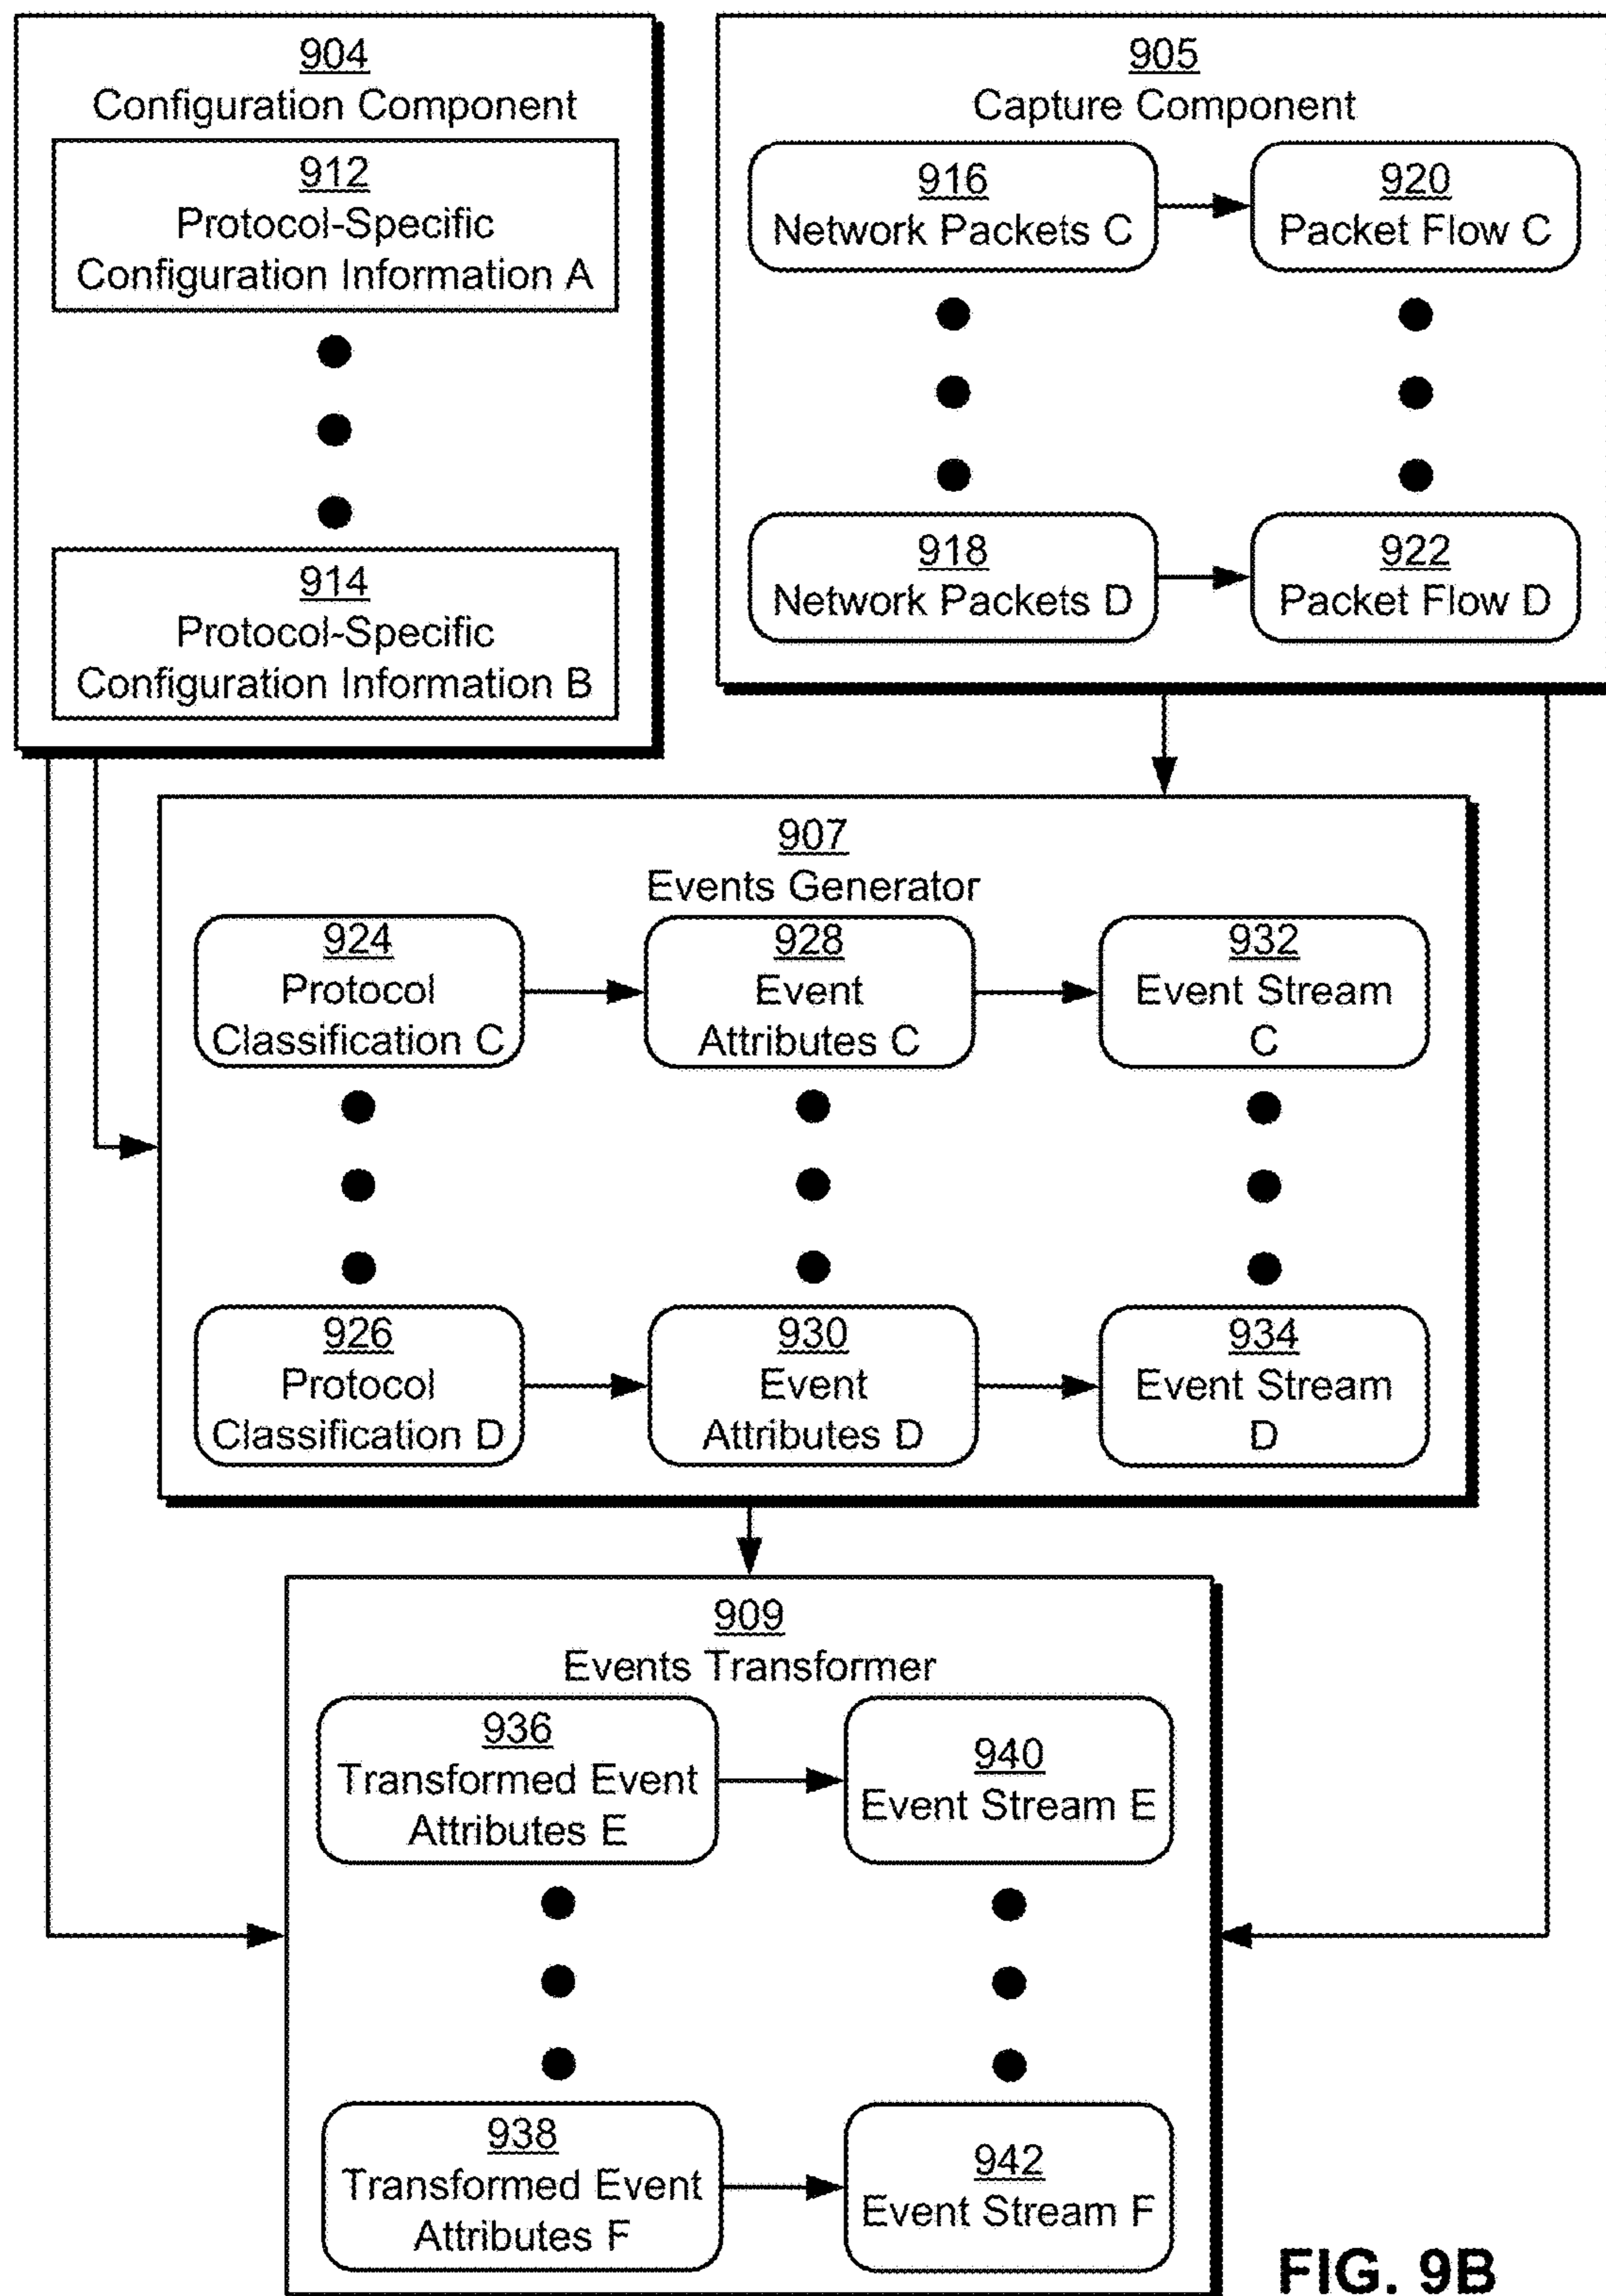 904
Configuration Component
912
Protocol-Specific
Configuration Information A
914
Protocol-Specific
Configuration Information B
905
Capture Component
916
Network Packets C
920
Packet Flow C
918
Network Packets D
922
Packet Flow D
907
Events Generator
924
Protocol
Classification C
928
Event
Attributes C
932
Event Stream
C
926
Protocol
Classification D
930
Event
Attributes D
934
Event Stream
D
909
Events Transformer
936
Transformed Event
Attributes E
940
Event Stream E
938
Transformed Event
Attributes F
942
Event Stream F
FIG. 9B